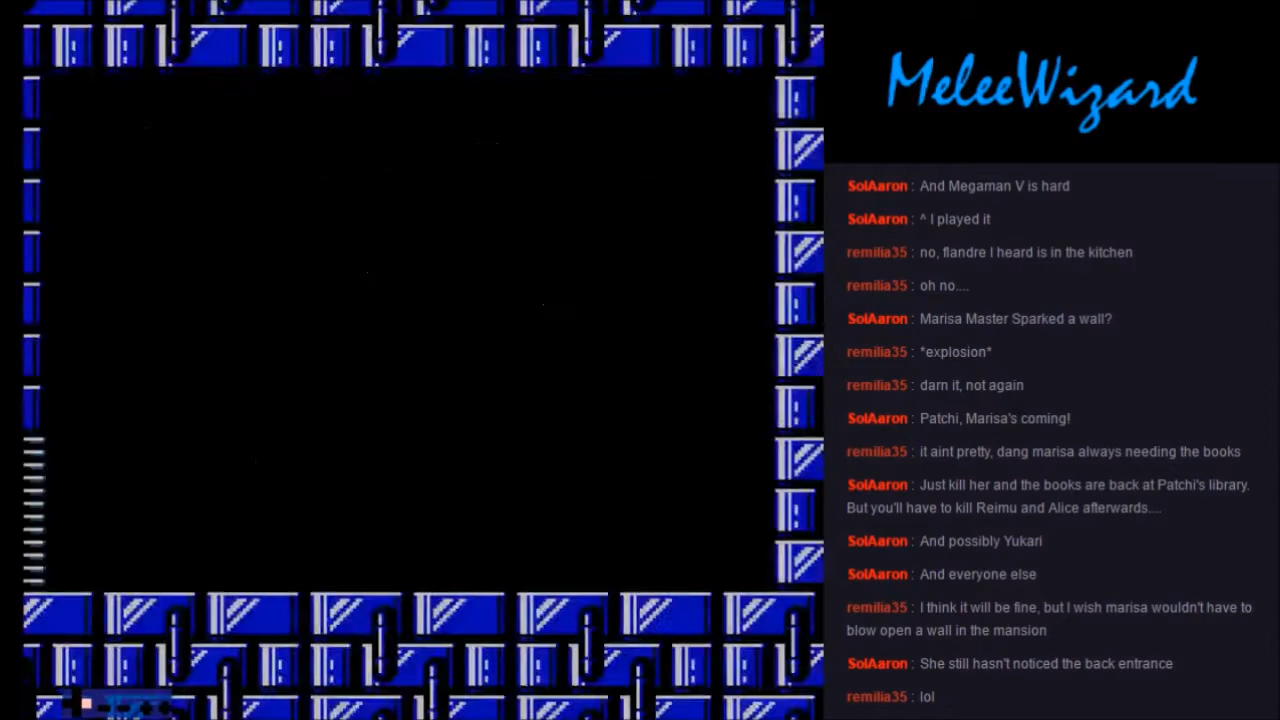 MeleeWizard
SolAaron : And Megaman V is hard
SolAaron : ^ I played it
remilia35 : no, flandre I heard is in the kitchen
remilia35 : oh no....
SolAaron : Marisa Master Sparked a wall?
remilia35 : *explosion*
remilia35 : darn it, not again
SolAaron : Patchi, Marisa's coming!
remilia35 : it aint pretty, dang marisa always needing the books
SolAaron : Just kill her and the books are back at Patchi's library.
But you'll have to kill Reimu and Alice afterwards....
SolAaron : And possibly Yukari
SolAaron : And everyone else
remilia35 : I think it will be fine, but I wish marisa wouldn't have to
blow open a wall in the mansion
SolAaron : She still hasn't noticed the back entrance
remilia35 : lol